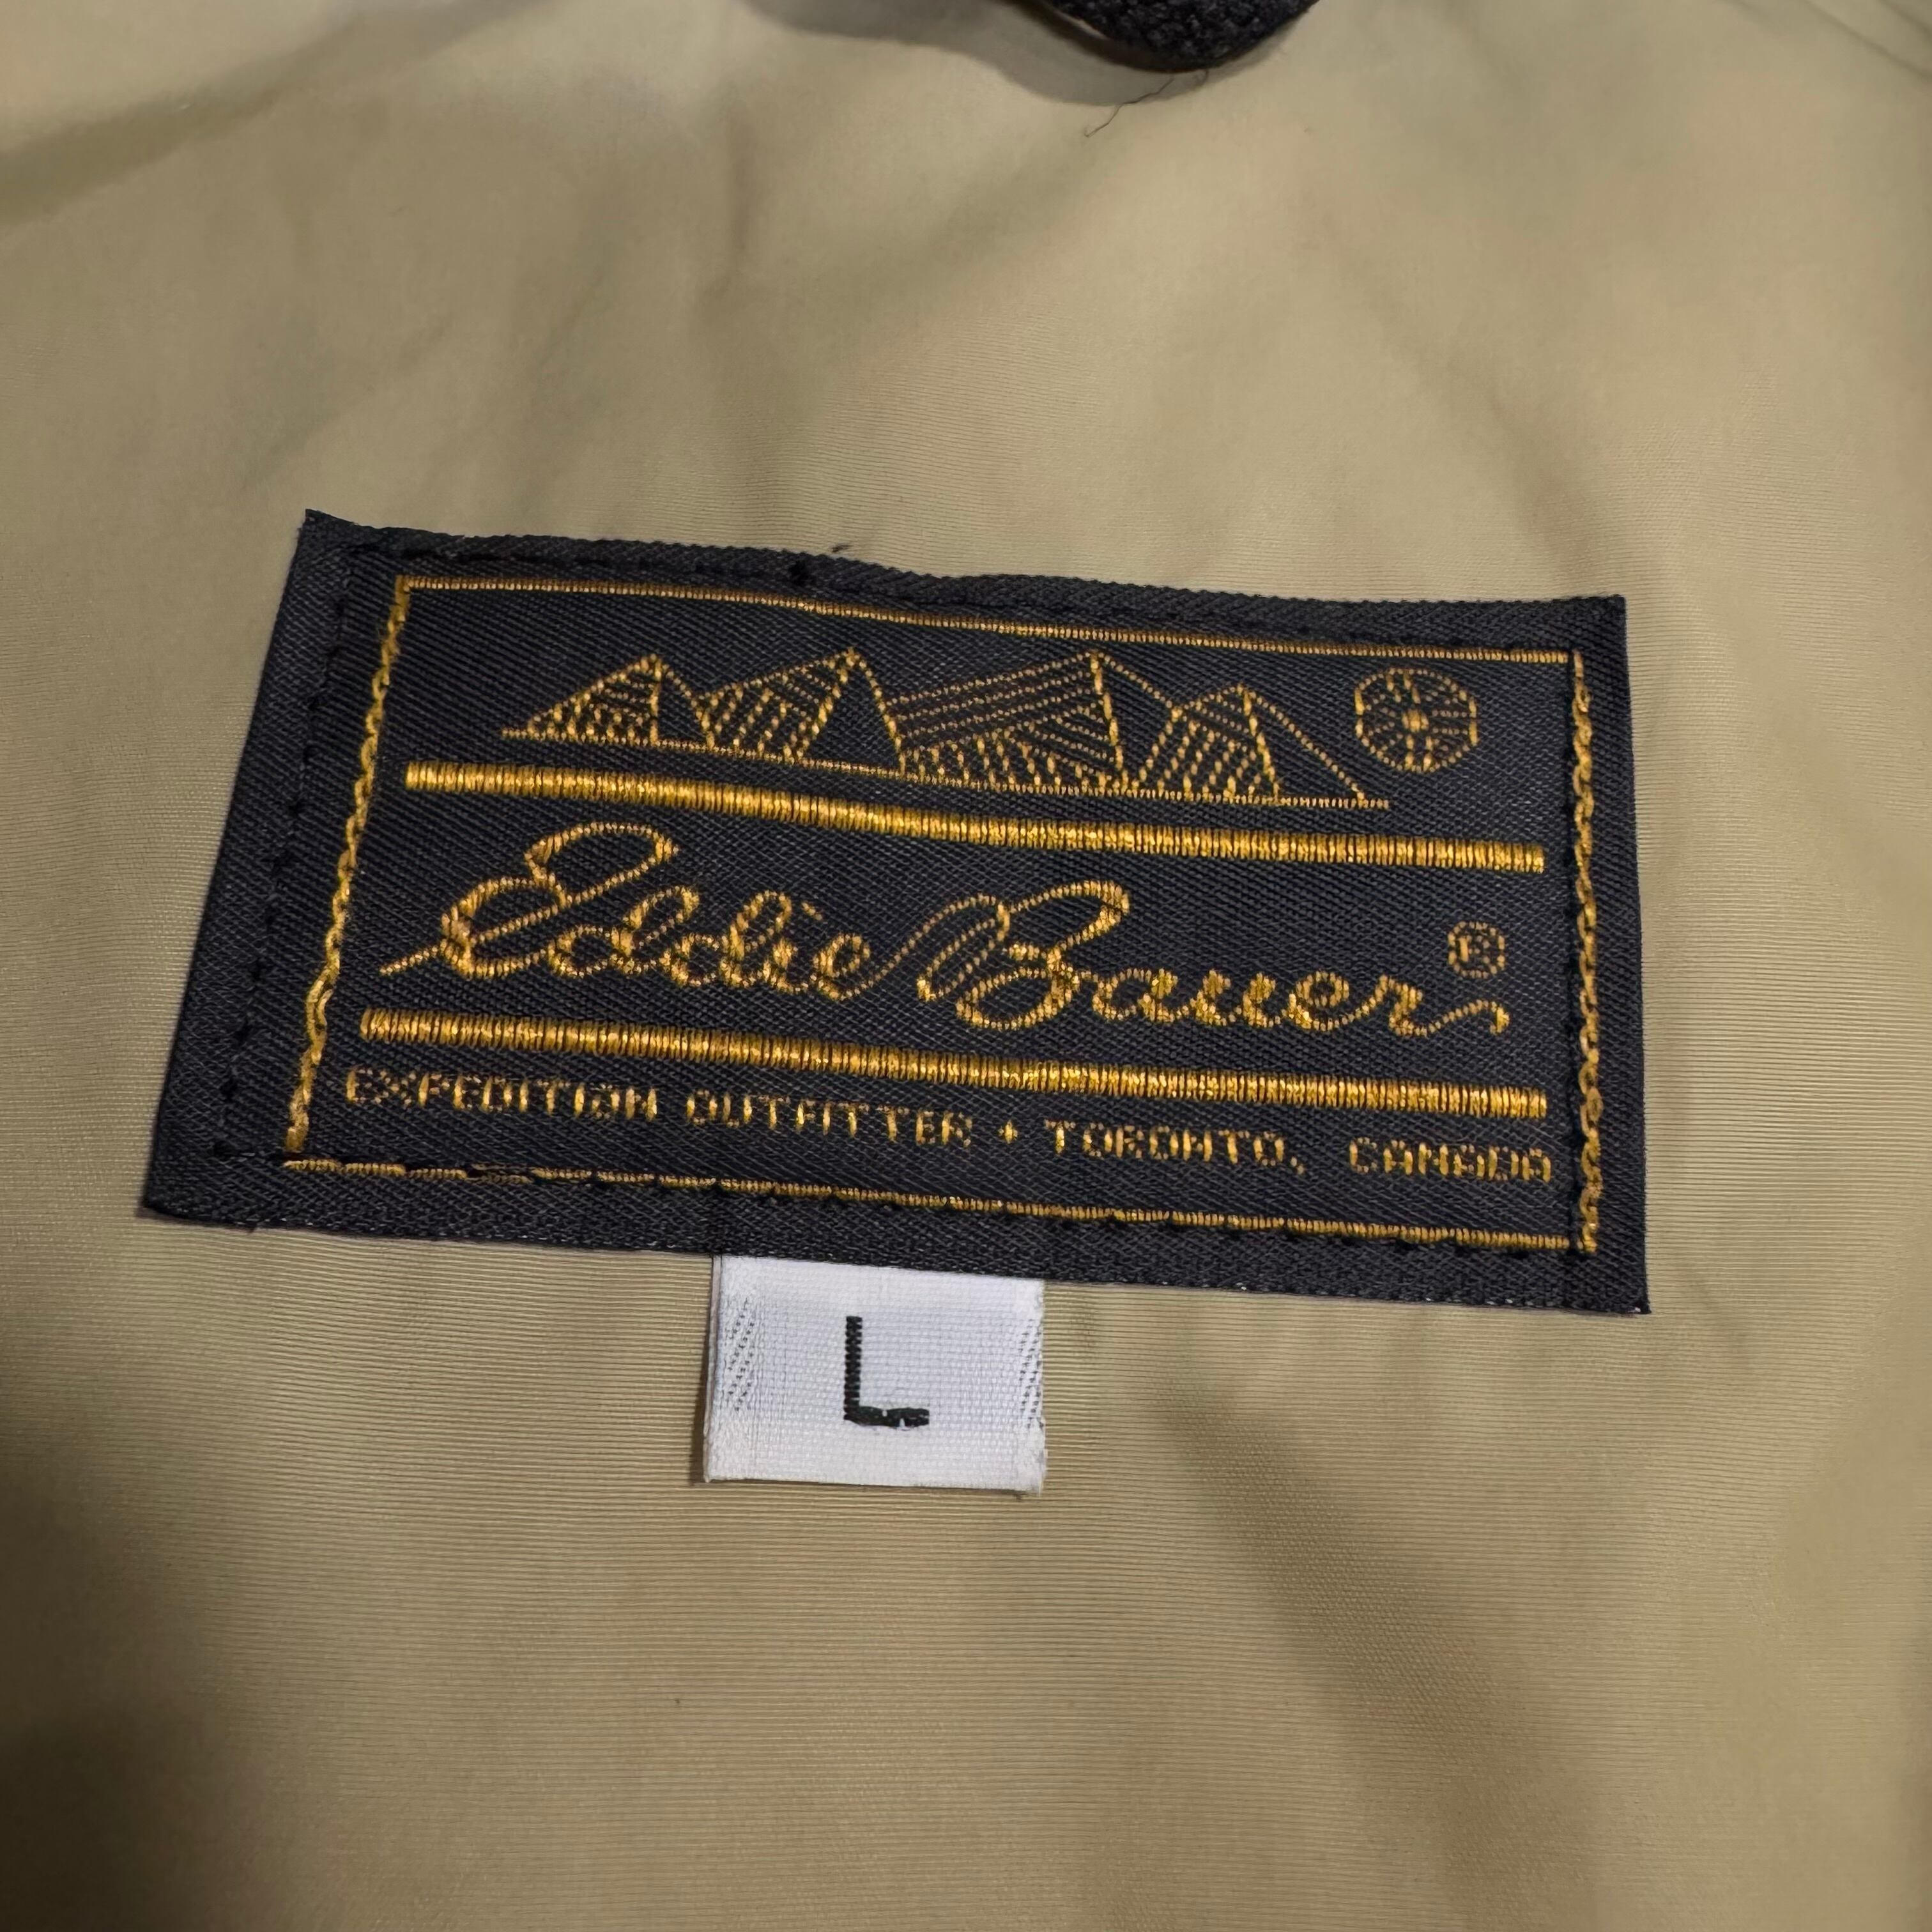 Eddie Bauer ®
EXPEDITION OUTFITTER + TORONTO, CANADA
L